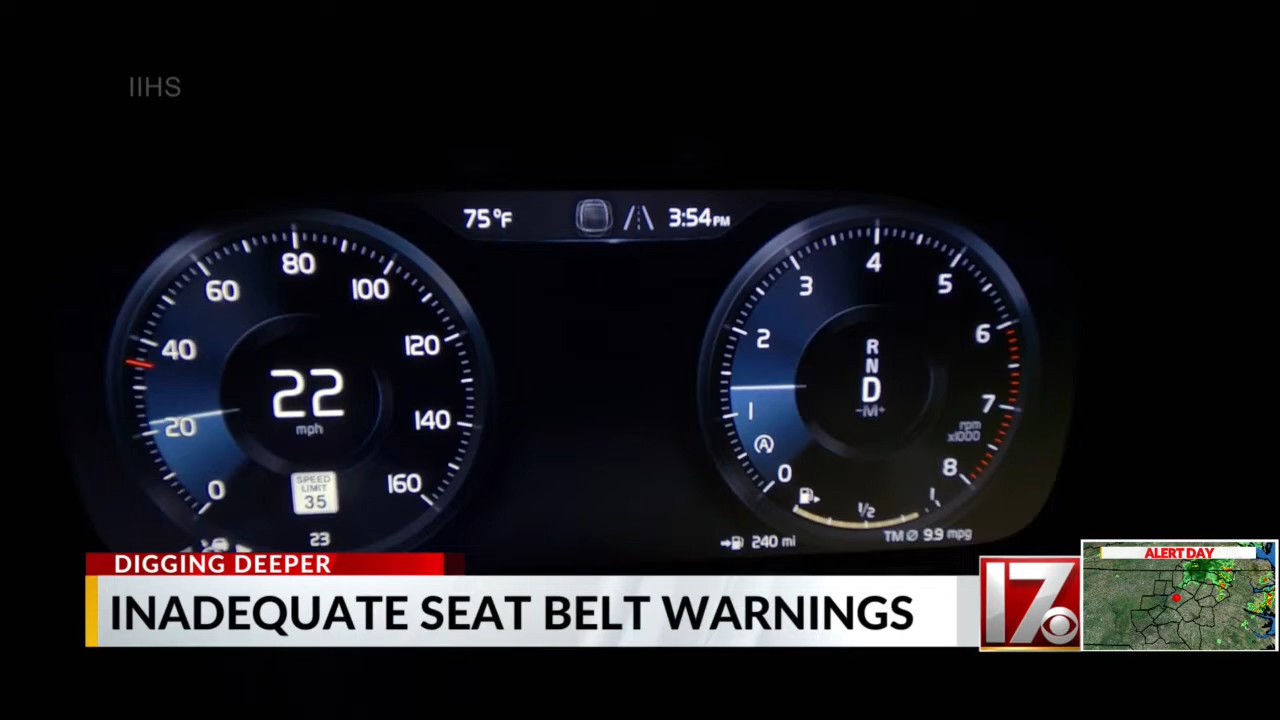 IIHS
75°F
3:54PM
0
20
40
60
80
100
120
140
160
22
mph
SPEED
LIMIT
35
23
0
1
2
3
4
5
6
7
8
R
N
D
-M+
rpm
x1000
A
1/2
240 mi
TM Ø 9.9 mpg
DIGGING DEEPER
INADEQUATE SEAT BELT WARNINGS
17
ALERT DAY